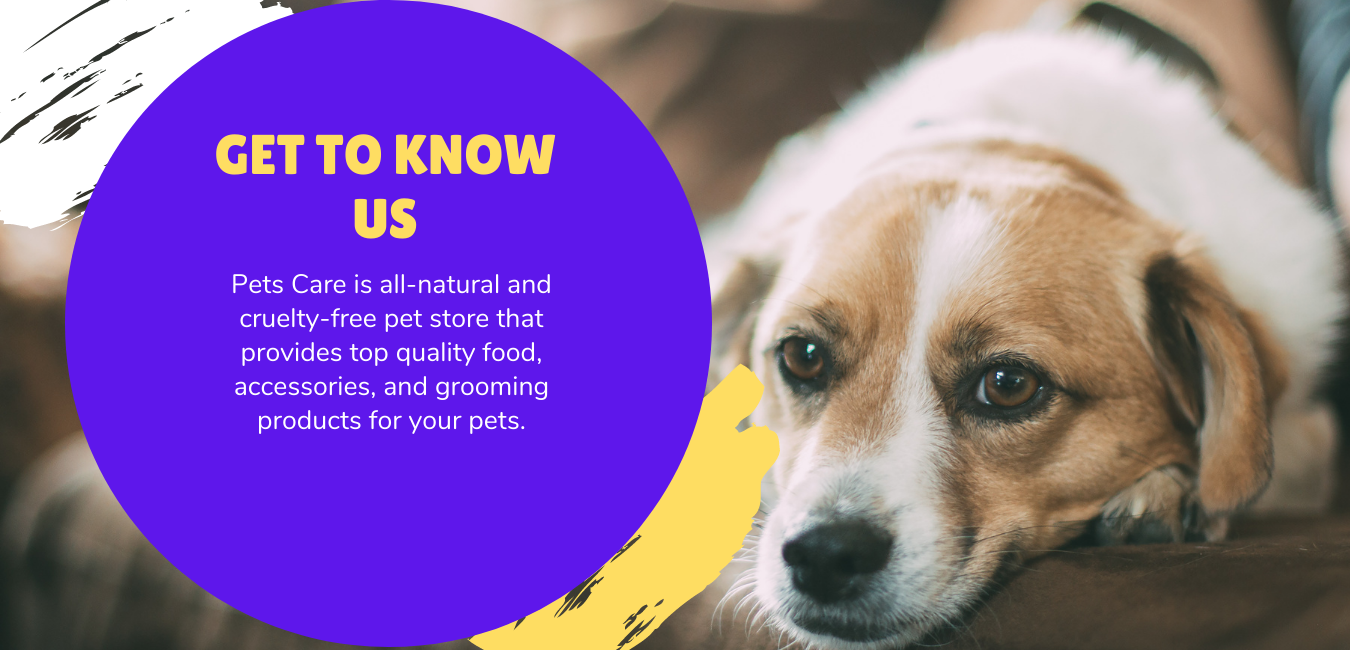 GET TO KNOW
US
Pets Care is all-natural and
cruelty-free pet store that
provides top quality food,
accessories, and grooming
products for your pets.